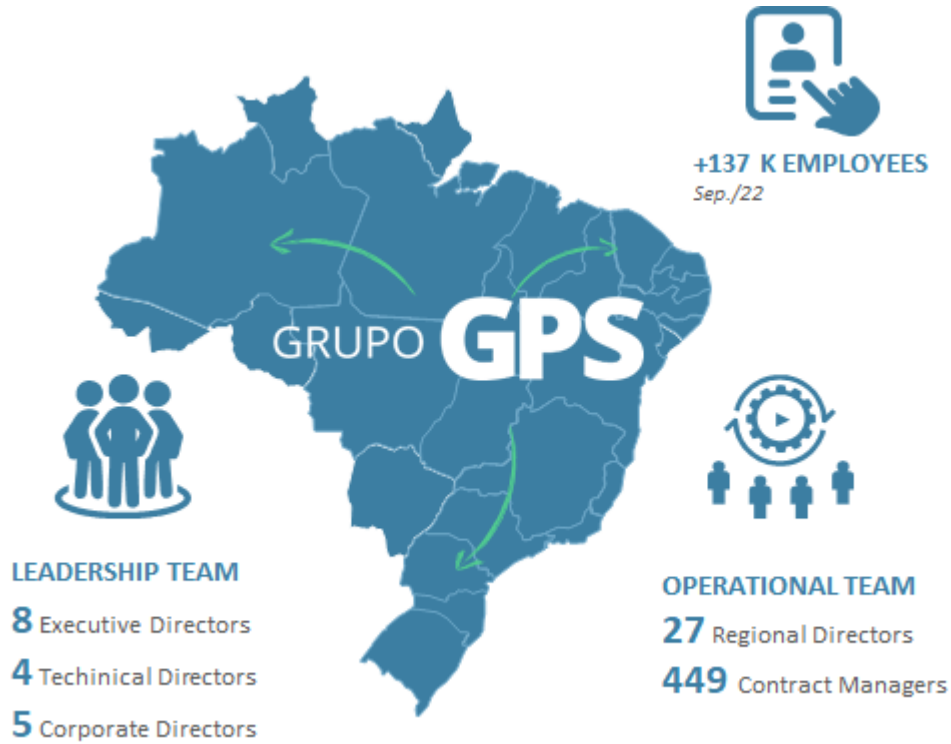 +137 K EMPLOYEES
Sep./22
GRUPO GPS
LEADERSHIP TEAM
8 Executive Directors
4 Techinical Directors
5 Corporate Directors
OPERATIONAL TEAM
27 Regional Directors
449 Contract Managers